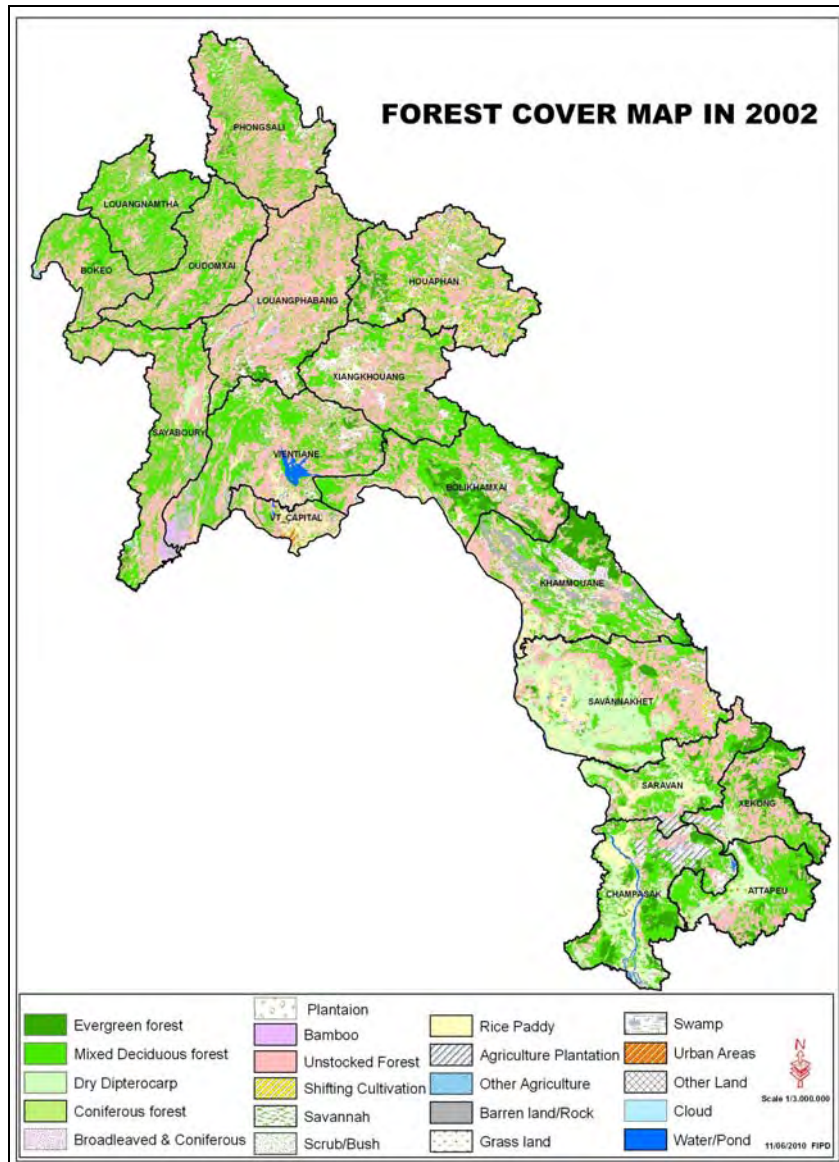 FOREST COVER MAP IN 2002
PHONGSALI
LOUANGNAMTHA
BOKEO
OUDOMXAI
LOUANGPHABANG
HOUAPHAN
XIANGKHOUANG
SAYABOURY
VIENTIANE
VT_CAPITAL
BOLIKHAMXAI
KHAMMOUANE
SAVANNAKHET
SARAVAN
XEKONG
CHAMPASAK
ATTAPEU
Evergreen forest
Mixed Deciduous forest
Dry Dipterocarp
Coniferous forest
Broadleaved & Coniferous
Plantaion
Bamboo
Unstocked Forest
Shifting Cultivation
Savannah
Scrub/Bush
Rice Paddy
Agriculture Plantation
Other Agriculture
Barren land/Rock
Grass land
Swamp
Urban Areas
Other Land
Cloud
Water/Pond
N
Scale 1/3.000.000
11/06/2010 FIPD